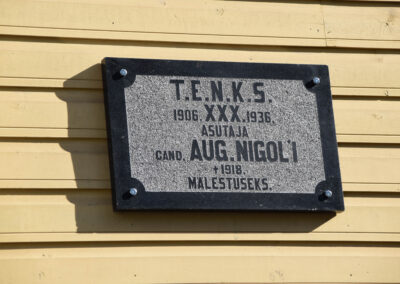 T.E.N.K.S.
1906. XXX. 1936.
ASUTAJA
CAND. AUG. NIGOL'I
† 1918.
MÄLESTUSEKS.